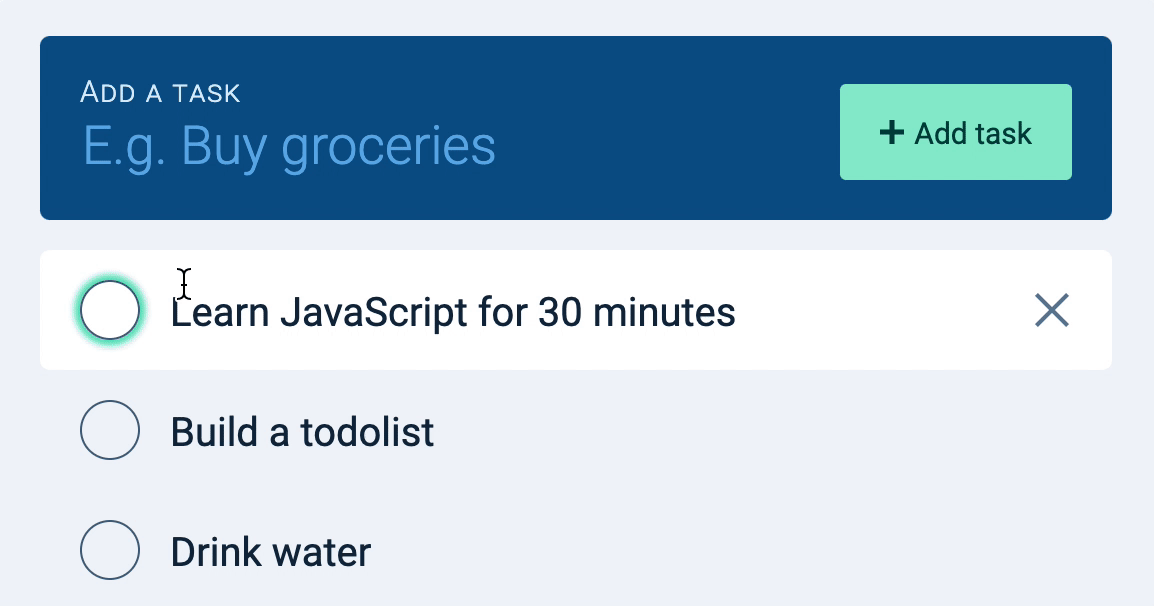 Add a task
E.g. Buy groceries
+ Add task
Learn JavaScript for 30 minutes
Build a todolist
Drink water